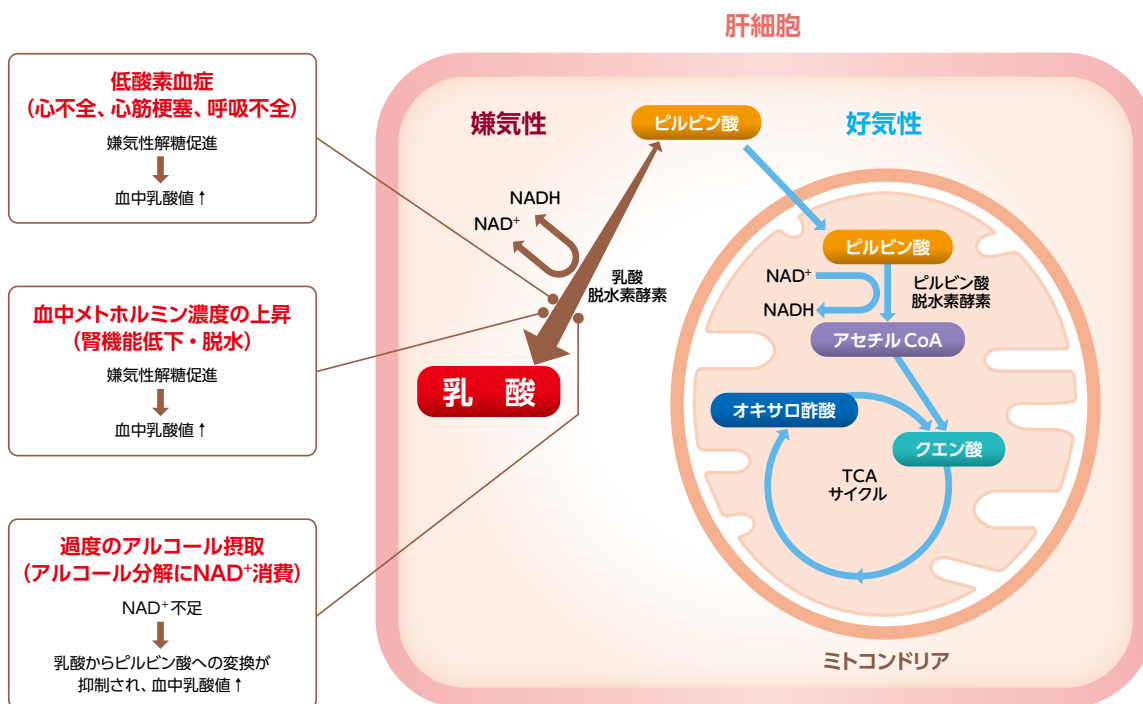 肝細胞
低酸素血症
(心不全、心筋梗塞、呼吸不全)
嫌気性解糖促進
血中乳酸値↑
血中メトホルミン濃度の上昇
(腎機能低下・脱水)
嫌気性解糖促進
血中乳酸値↑
過度のアルコール摂取
(アルコール分解にNAD⁺消費)
NAD⁺不足
乳酸からピルビン酸への変換が
抑制され、血中乳酸値↑
嫌気性
ピルビン酸
好気性
NADH
NAD⁺
乳酸
脱水素酵素
乳 酸
ピルビン酸
NAD⁺
NADH
ピルビン酸
脱水素酵素
アセチルCoA
オキサロ酢酸
クエン酸
TCA
サイクル
ミトコンドリア